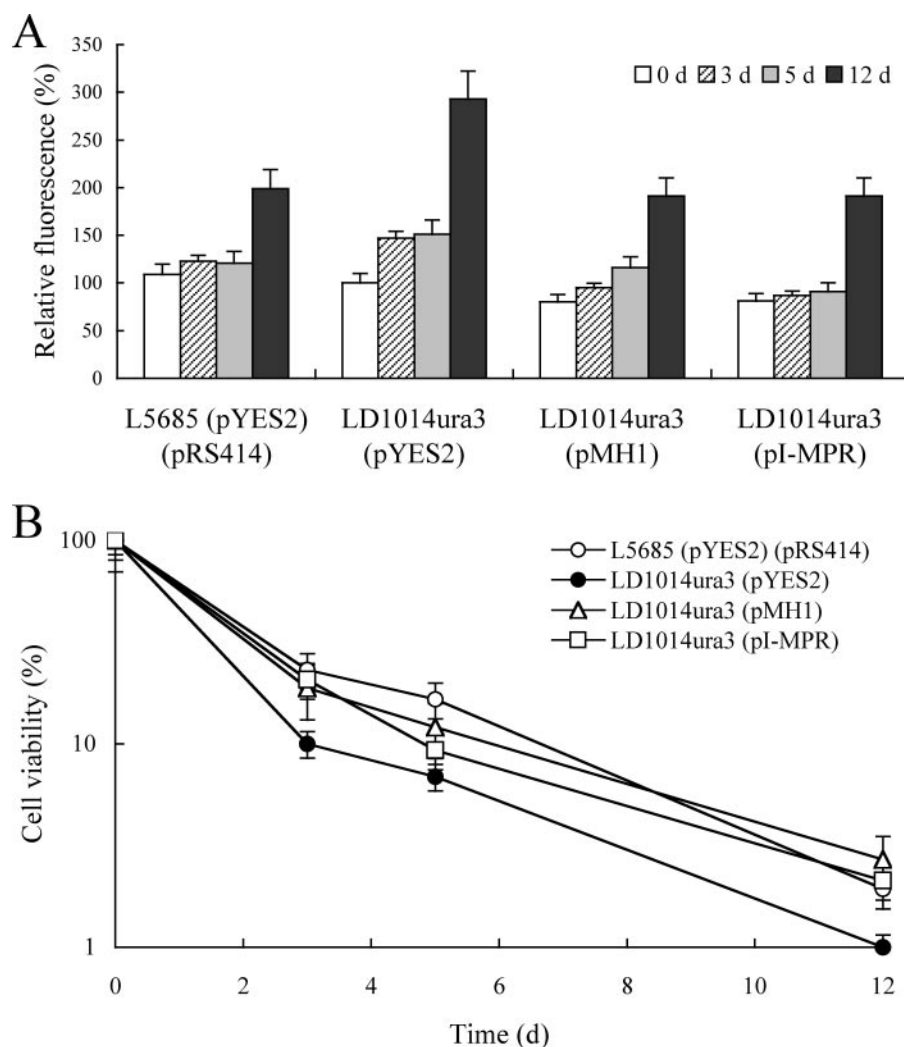 A
Relative fluorescence (%)
350
300
250
200
150
100
50
0
0 d 3 d 5 d 12 d
L5685 (pYES2) LD1014ura3 LD1014ura3 LD1014ura3
(pRS414) (pYES2) (pMH1) (pI-MPR)
B
Cell viability (%)
100
10
1
L5685 (pYES2) (pRS414)
LD1014ura3 (pYES2)
LD1014ura3 (pMH1)
LD1014ura3 (pI-MPR)
0 2 4 6 8 10 12
Time (d)